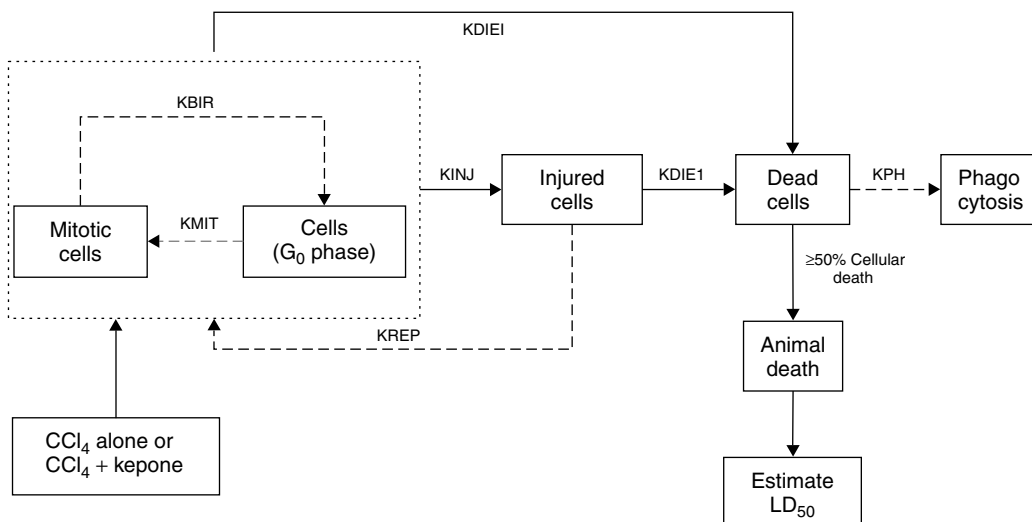 KDIEI
KBIR
KINJ
Injured
cells
KDIE1
Dead
cells
KPH
Phago
cytosis
Mitotic
cells
KMIT
Cells
(G₀ phase)
≥50% Cellular
death
KREP
Animal
death
CCl₄ alone or
CCl₄ + kepone
Estimate
LD₅₀